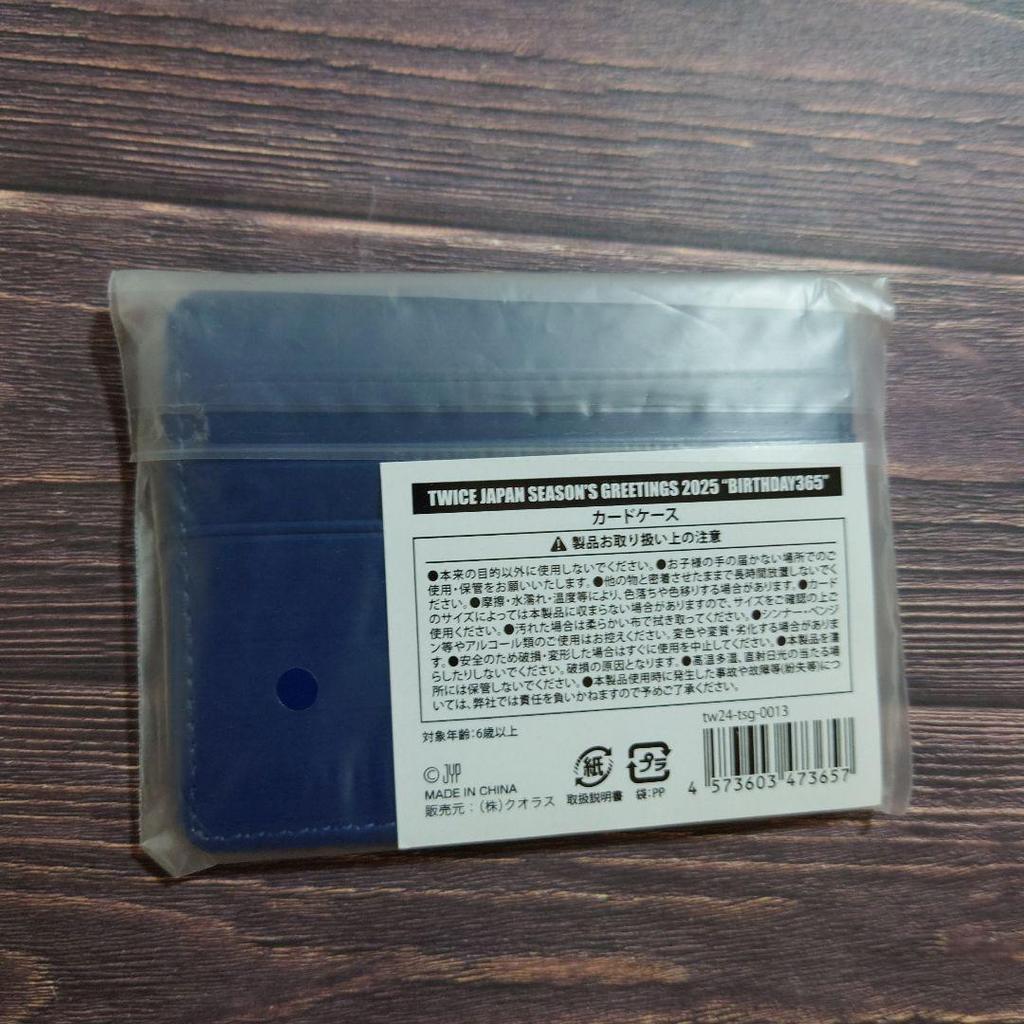 TWICE JAPAN SEASON'S GREETINGS 2025 "BIRTHDAY365"
カードケース
製品お取り扱い上の注意
●本来の目的以外に使用しないでください。●お子様の手の届かない場所でのご
使用・保管をお願いいたします。●他の物と密着させたままで長時間放置しないでく
ださい。●摩擦・水濡れ・温度等により、色落ちや色移りする場合があります。●カード
のサイズによっては本製品に収まらない場合がありますので、サイズをご確認の上ご
使用ください。●汚れた場合は柔らかい布で拭き取ってください。●シンナー・ベンジ
ン等やアルコール類のご使用はお控えください。変色や変質・劣化する場合がありま
す。●安全のため破損・変形した場合はすぐに使用を中止してください。●本製品を濡
らしたりしないでください。破損の原因となります。●高温多湿、直射日光の当たる場
所には保管しないでください。●本製品使用時に発生した事故や故障等(紛失等)につ
いては、弊社では責任を負いかねますので予めご了承ください。
対象年齢：6歳以上
tw24-tsg-0013
© JYP
MADE IN CHINA
販売元：(株)クオラス
紙
取扱説明書
プラ
袋：PP
4 573603 473657